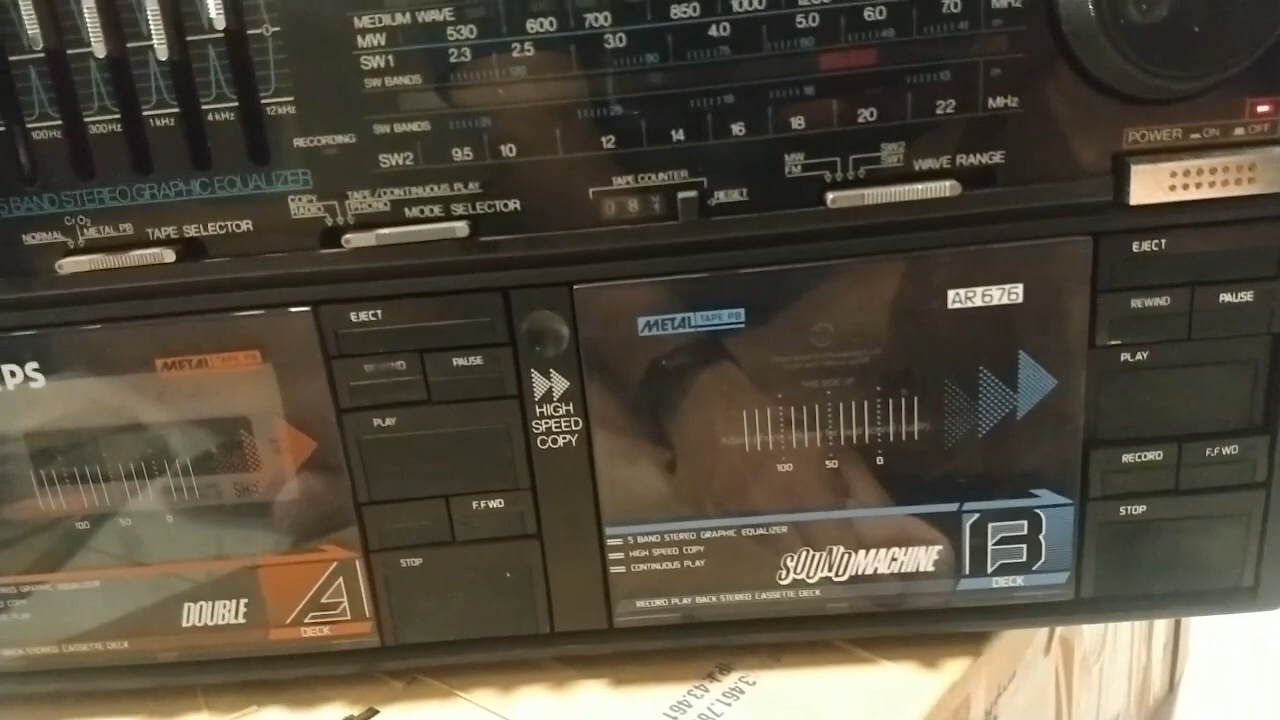 MEDIUM WAVE
MW 530 600 700 850 1000
SW1 2.3 2.5 3.0 4.0 5.0 6.0 7.0 MHz
SW BANDS
100Hz 300Hz 1kHz 4kHz 12kHz
RECORDING
SW BANDS
SW2 9.5 10 12 14 16 18 20 22 MHz
POWER ON OFF
5 BAND STEREO GRAPHIC EQUALIZER
NORMAL CrO2 METAL PB TAPE SELECTOR
COPY RADIO TAPE/CONTINUOUS PLAY PHONO MODE SELECTOR
TAPE COUNTER RESET
MW FM SW2 SW1 WAVE RANGE
EJECT
REWIND PAUSE
PLAY
F.FWD
STOP
HIGH
SPEED
COPY
METAL TAPE PB
100 50 0
DOUBLE
A DECK
STEREO CASSETTE DECK
AR 676
METAL TAPE PB
THIS SIDE UP
100 50 0
5 BAND STEREO GRAPHIC EQUALIZER
HIGH SPEED COPY
CONTINUOUS PLAY
SOUNDMACHINE
B DECK
RECORD PLAY BACK STEREO CASSETTE DECK
EJECT
REWIND PAUSE
PLAY
RECORD F.FWD
STOP